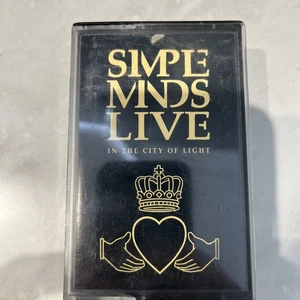 SIMPLE
MINDS
LIVE
IN THE CITY OF LIGHT